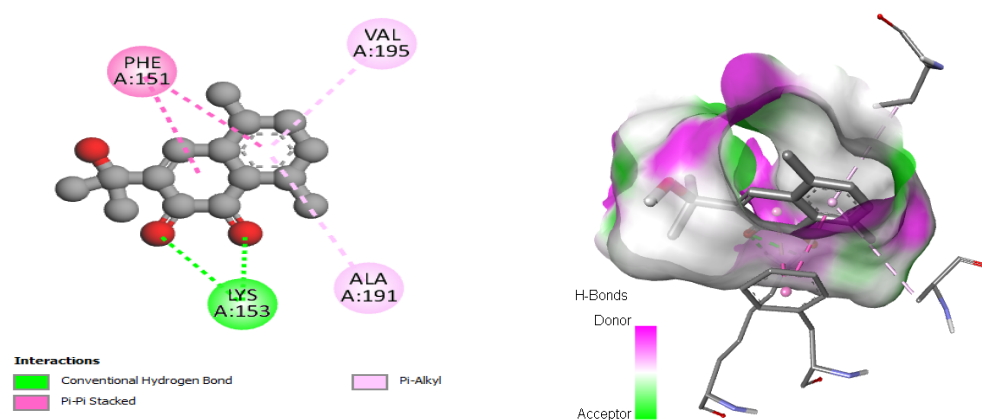 VAL
A:195
PHE
A:151
LYS
A:153
ALA
A:191
Interactions
Conventional Hydrogen Bond
Pi-Pi Stacked
Pi-Alkyl
H-Bonds
Donor
Acceptor